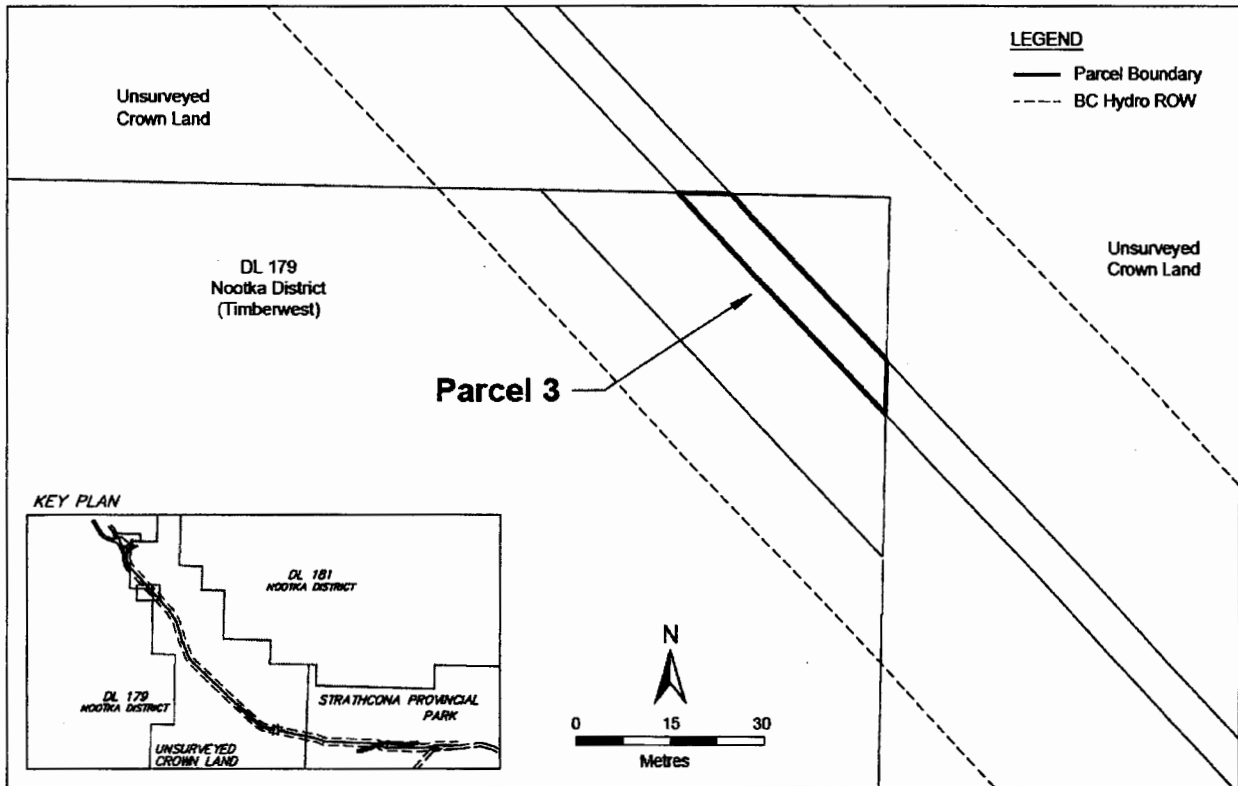 LEGEND
Parcel Boundary
BC Hydro ROW
Unsurveyed
Crown Land
Unsurveyed
Crown Land
DL 179
Nootka District
(Timberwest)
Parcel 3
KEY PLAN
DL 181
NOOTKA DISTRICT
DL 179
NOOTKA DISTRICT
STRATHCONA PROVINCIAL
PARK
UNSURVEYED
CROWN LAND
N
0 15 30
Metres